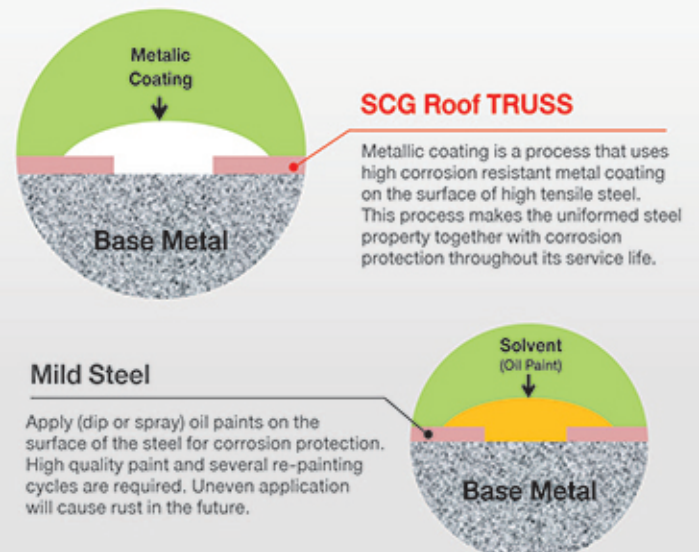 Metalic
Coating
Base Metal
SCG Roof TRUSS
Metallic coating is a process that uses
high corrosion resistant metal coating
on the surface of high tensile steel.
This process makes the uniformed steel
property together with corrosion
protection throughout its service life.
Mild Steel
Apply (dip or spray) oil paints on the
surface of the steel for corrosion protection.
High quality paint and several re-painting
cycles are required. Uneven application
will cause rust in the future.
Solvent
(Oil Paint)
Base Metal